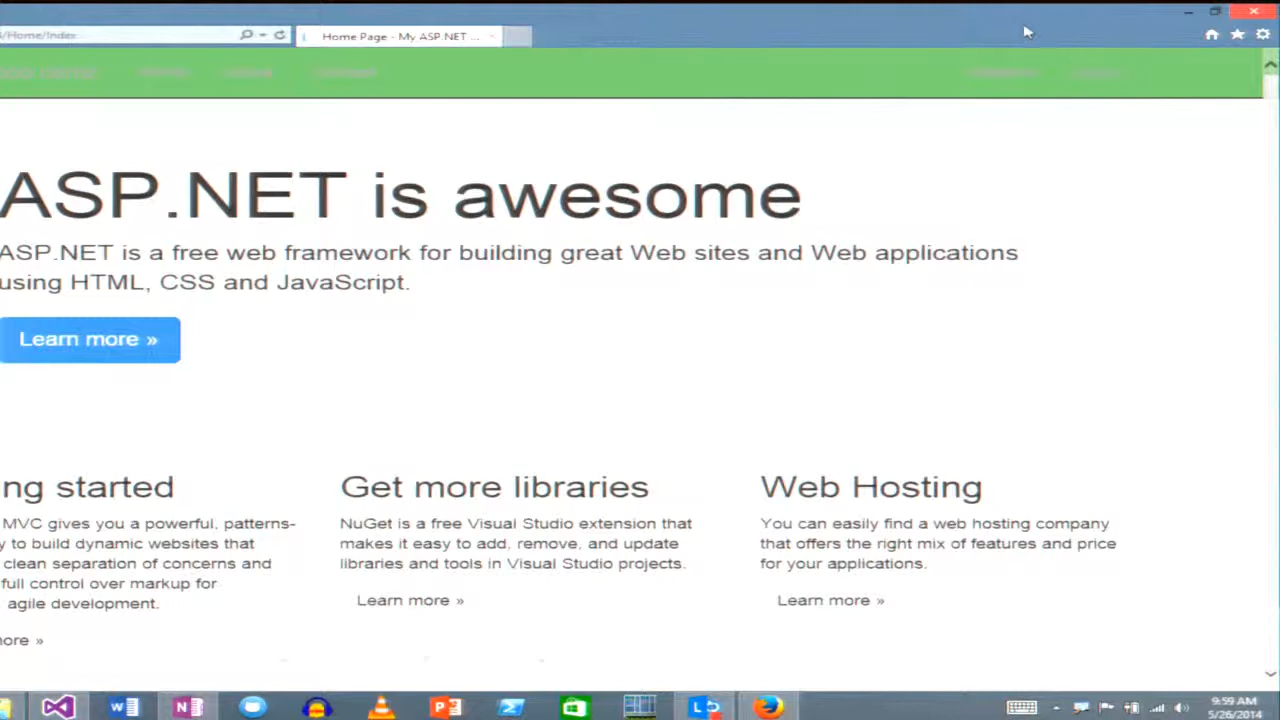 /Home/Index
Home Page - My ASP.NET ...
ASP.NET is awesome
ASP.NET is a free web framework for building great Web sites and Web applications
using HTML, CSS and JavaScript.
Learn more »
ng started
MVC gives you a powerful, patterns-
y to build dynamic websites that
clean separation of concerns and
full control over markup for
agile development.
ore »
Get more libraries
NuGet is a free Visual Studio extension that
makes it easy to add, remove, and update
libraries and tools in Visual Studio projects.
Learn more »
Web Hosting
You can easily find a web hosting company
that offers the right mix of features and price
for your applications.
Learn more »
9:59 AM
5/26/2014